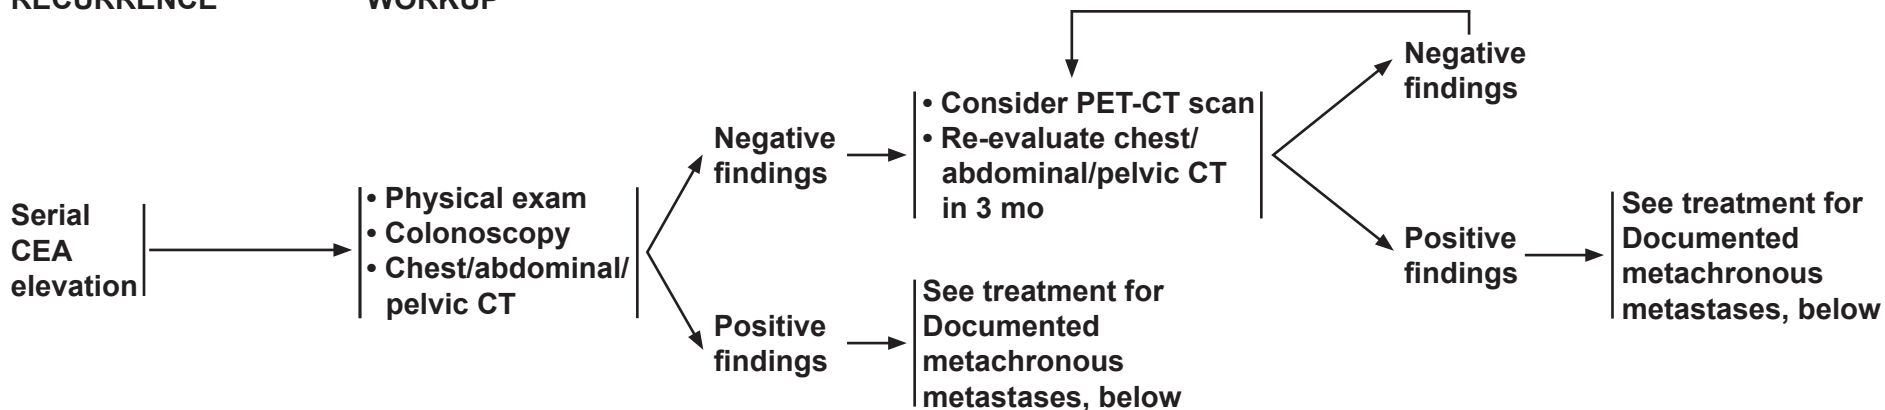 RECURRENCE
WORKUP
Serial
CEA
elevation
• Physical exam
• Colonoscopy
• Chest/abdominal/
pelvic CT
Negative
findings
Positive
findings
• Consider PET-CT scan
• Re-evaluate chest/
abdominal/pelvic CT
in 3 mo
See treatment for
Documented
metachronous
metastases, below
Negative
findings
Positive
findings
See treatment for
Documented
metachronous
metastases, below